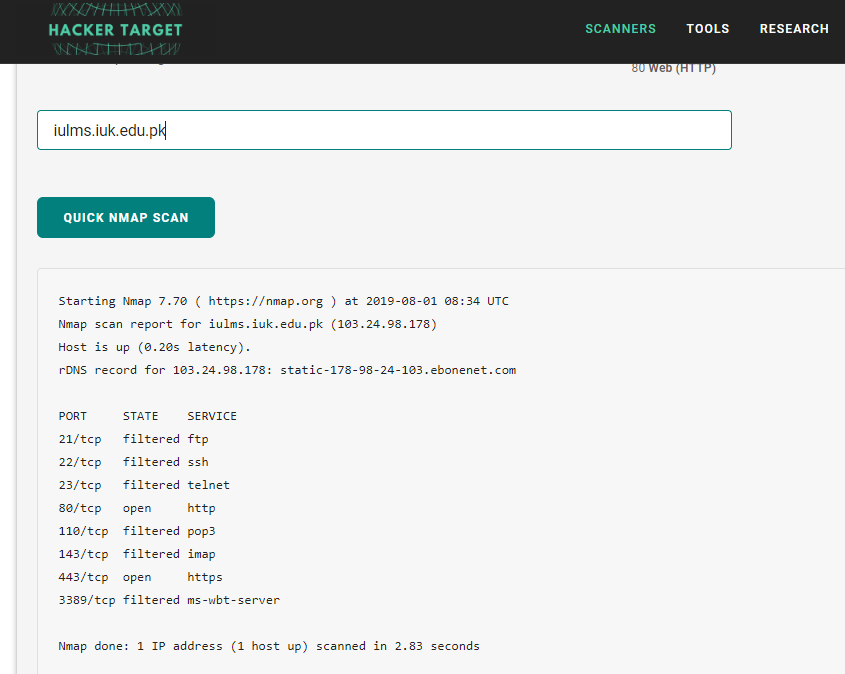 HACKER TARGET
SCANNERS TOOLS RESEARCH
80 Web (HTTP)
iulms.iuk.edu.pk
QUICK NMAP SCAN
Starting Nmap 7.70 ( https://nmap.org ) at 2019-08-01 08:34 UTC
Nmap scan report for iulms.iuk.edu.pk (103.24.98.178)
Host is up (0.20s latency).
rDNS record for 103.24.98.178: static-178-98-24-103.ebonenet.com
PORT STATE SERVICE
21/tcp filtered ftp
22/tcp filtered ssh
23/tcp filtered telnet
80/tcp open http
110/tcp filtered pop3
143/tcp filtered imap
443/tcp open https
3389/tcp filtered ms-wbt-server
Nmap done: 1 IP address (1 host up) scanned in 2.83 seconds